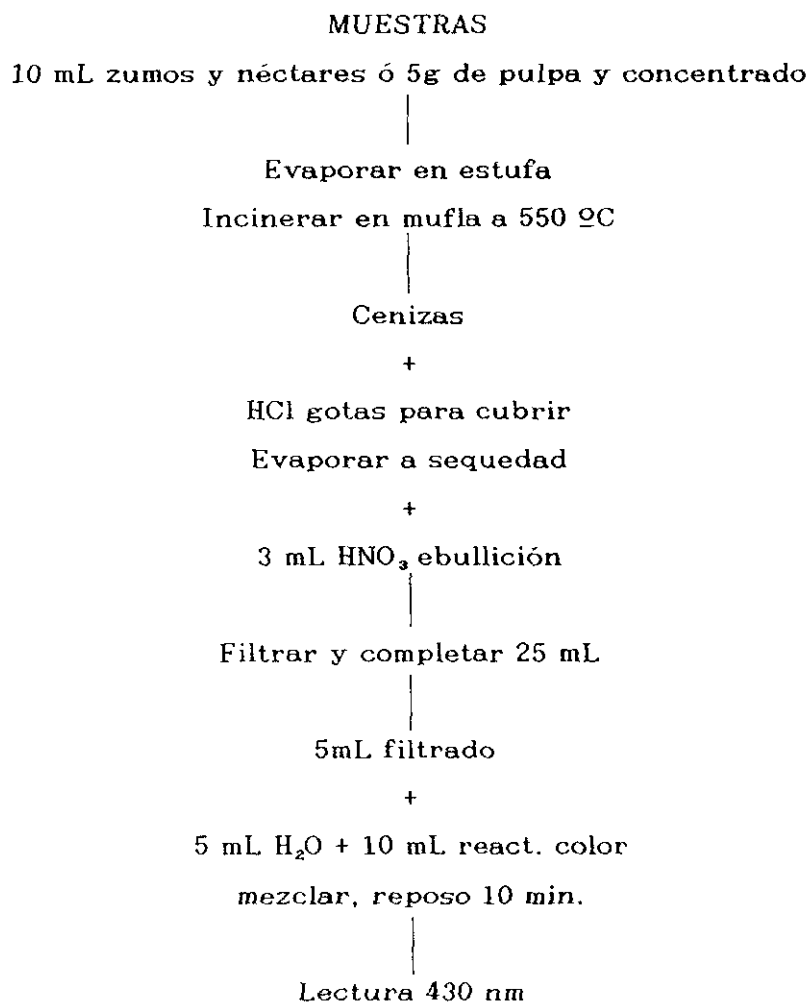 MUESTRAS
10 mL zumos y néctares ó 5g de pulpa y concentrado
Evaporar en estufa
Incinerar en mufla a 550 ºC
Cenizas
+
HCl gotas para cubrir
Evaporar a sequedad
+
3 mL HNO₃ ebullición
Filtrar y completar 25 mL
5mL filtrado
+
5 mL H₂O + 10 mL react. color
mezclar, reposo 10 min.
Lectura 430 nm